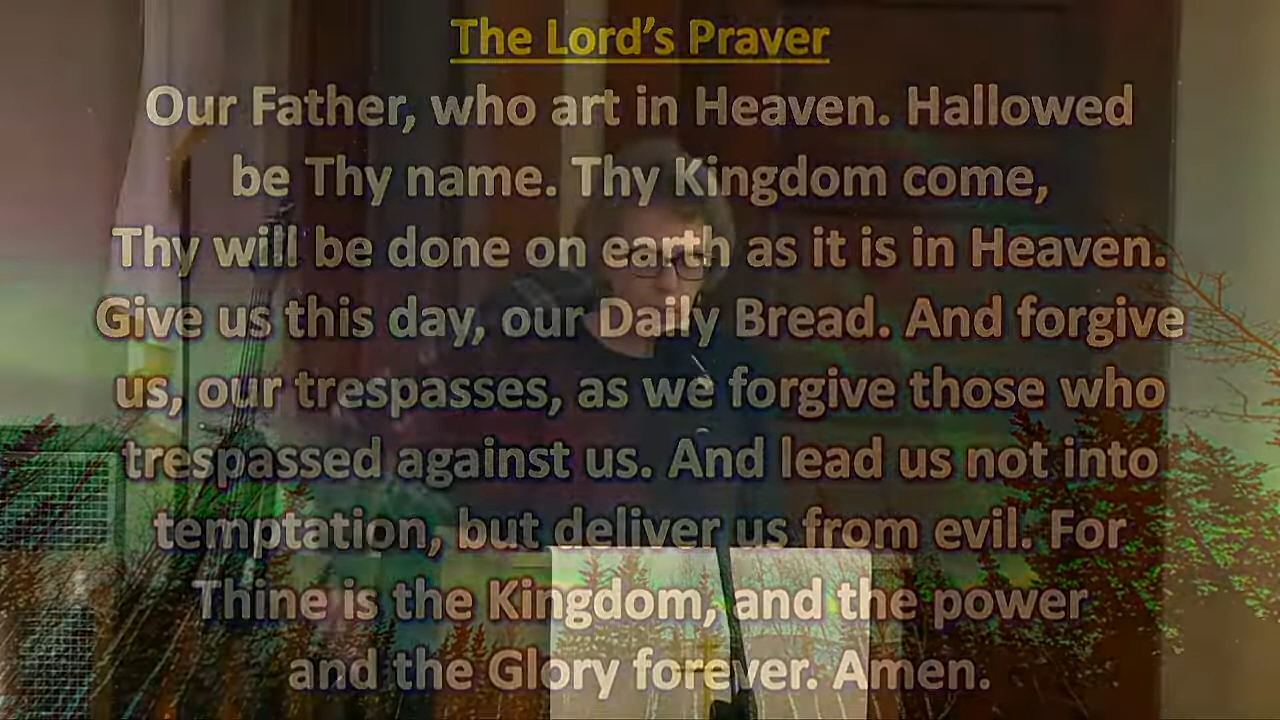 The Lord's Prayer
Our Father, who art in Heaven. Hallowed
be Thy name. Thy Kingdom come,
Thy will be done on earth as it is in Heaven.
Give us this day, our Daily Bread. And forgive
us, our trespasses, as we forgive those who
trespassed against us. And lead us not into
temptation, but deliver us from evil. For
Thine is the Kingdom, and the power
and the Glory forever. Amen.